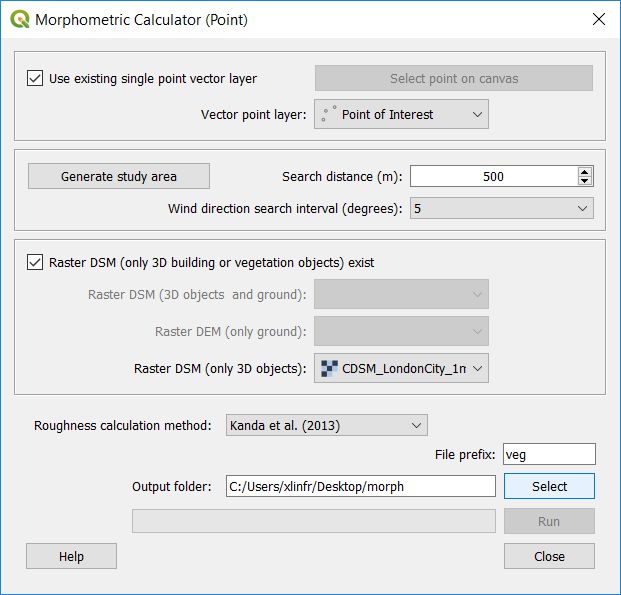 Morphometric Calculator (Point)
Use existing single point vector layer
Select point on canvas
Vector point layer: Point of Interest
Generate study area
Search distance (m): 500
Wind direction search interval (degrees): 5
Raster DSM (only 3D building or vegetation objects) exist
Raster DSM (3D objects and ground):
Raster DEM (only ground):
Raster DSM (only 3D objects): CDSM_LondonCity_1m
Roughness calculation method: Kanda et al. (2013)
File prefix: veg
Output folder: C:/Users/xlinfr/Desktop/morph
Select
Run
Help
Close